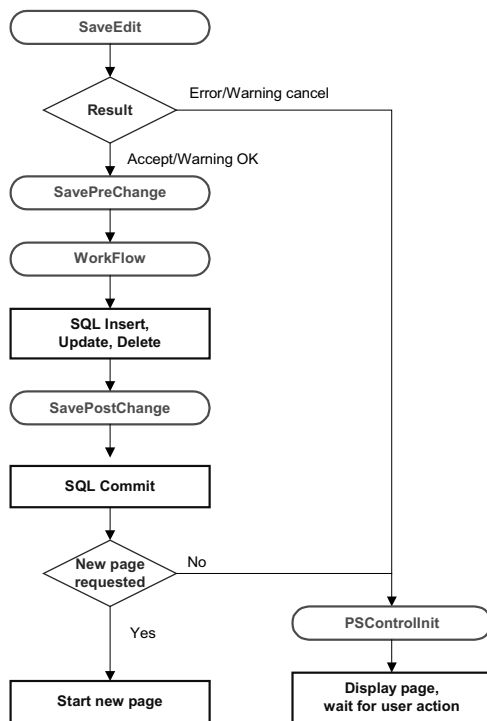 SaveEdit
Result
Error/Warning cancel
Accept/Warning OK
SavePreChange
WorkFlow
SQL Insert,
Update, Delete
SavePostChange
SQL Commit
New page
requested
No
Yes
PSControlInit
Start new page
Display page,
wait for user action